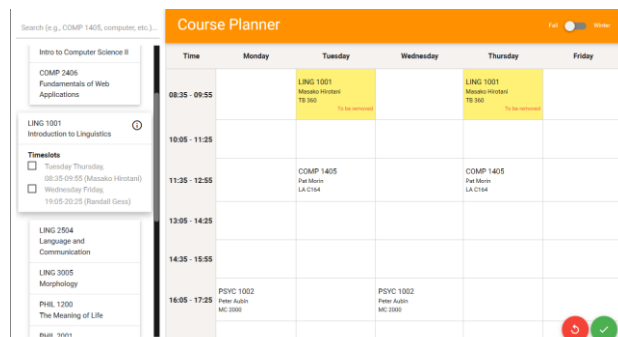 Search (e.g., COMP 1405, computer, etc.)...
Course Planner
Fall
Winter
Intro to Computer Science II
COMP 2406
Fundamentals of Web
Applications
LING 1001
Introduction to Linguistics
Timeslots
Tuesday Thursday,
08:35-09:55 (Masako Hirotani)
Wednesday Friday,
19:05-20:25 (Randall Gess)
LING 2504
Language and
Communication
LING 3005
Morphology
PHIL 1200
The Meaning of Life
PHIL 2001
Time Monday Tuesday Wednesday Thursday Friday
08:35 - 09:55
LING 1001
Masako Hirotani
TB 360
To be removed
LING 1001
Masako Hirotani
TB 360
To be removed
10:05 - 11:25
11:35 - 12:55
COMP 1405
Pat Morin
LA C164
COMP 1405
Pat Morin
LA C164
13:05 - 14:25
14:35 - 15:55
16:05 - 17:25
PSYC 1002
Peter Aubin
MC 2000
PSYC 1002
Peter Aubin
MC 2000